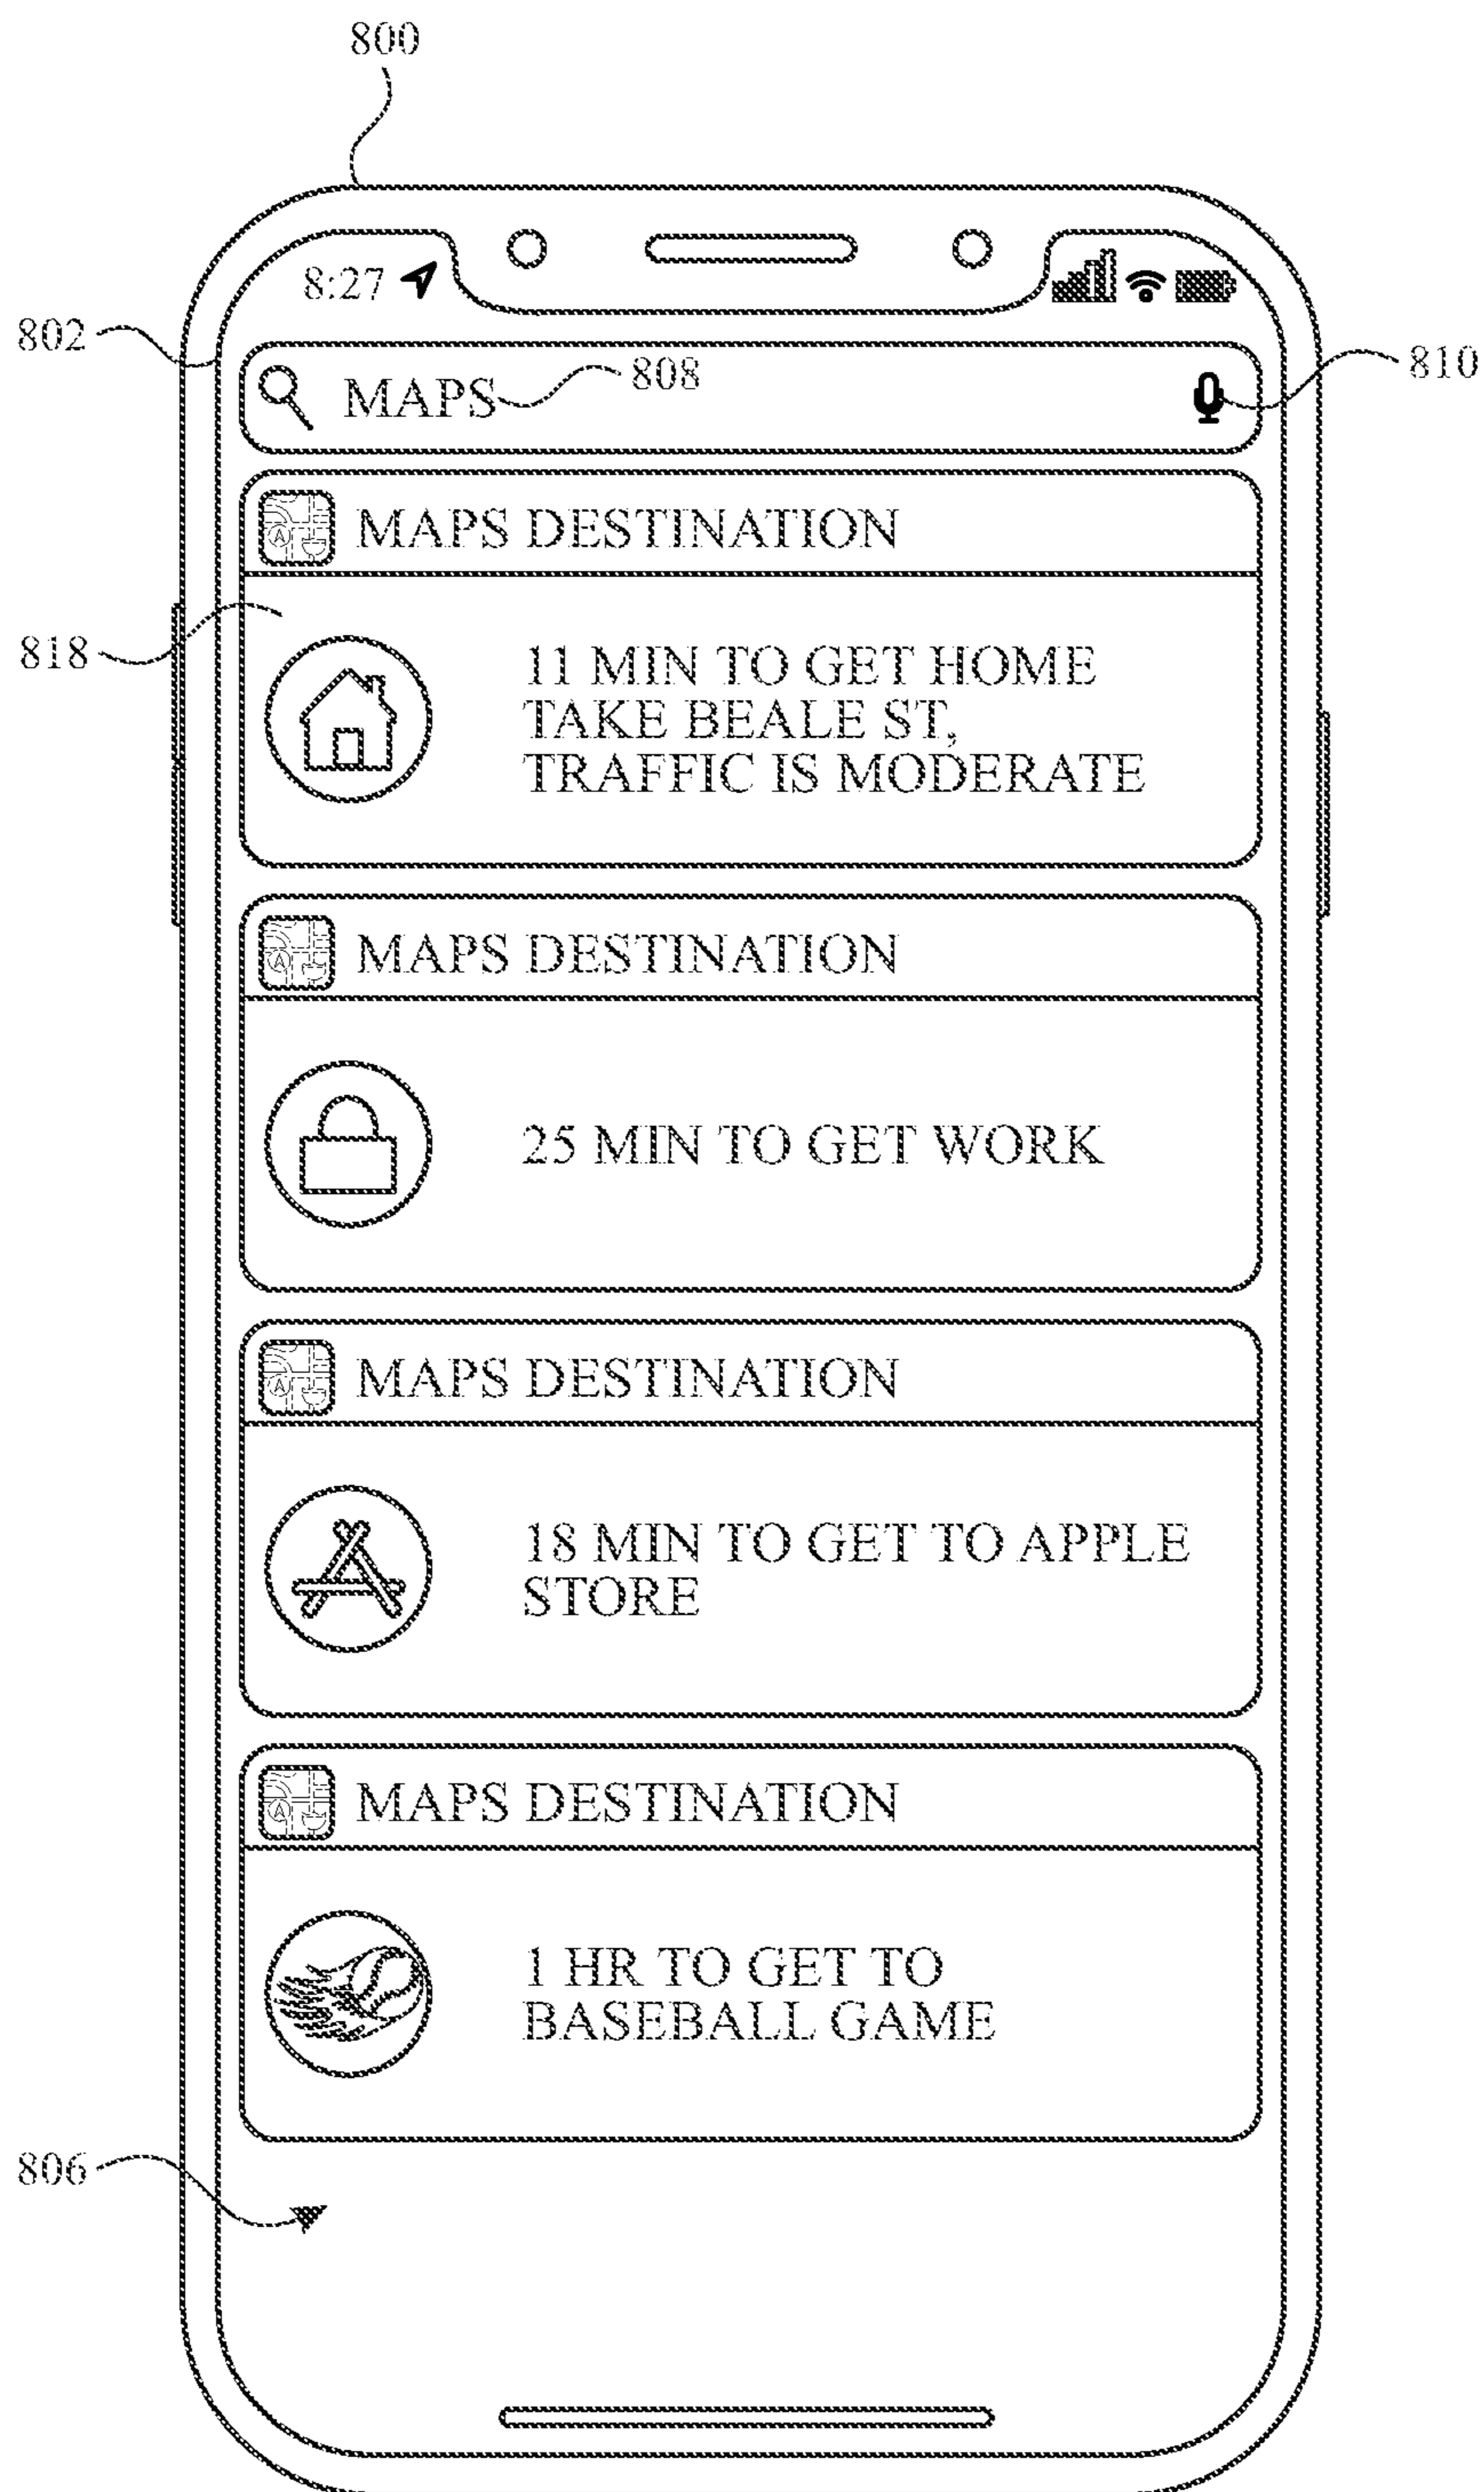 800
8:27
802
MAPS
808
810
MAPS DESTINATION
818
11 MIN TO GET HOME
TAKE BEALE ST,
TRAFFIC IS MODERATE
MAPS DESTINATION
25 MIN TO GET WORK
MAPS DESTINATION
18 MIN TO GET TO APPLE
STORE
MAPS DESTINATION
1 HR TO GET TO
BASEBALL GAME
806